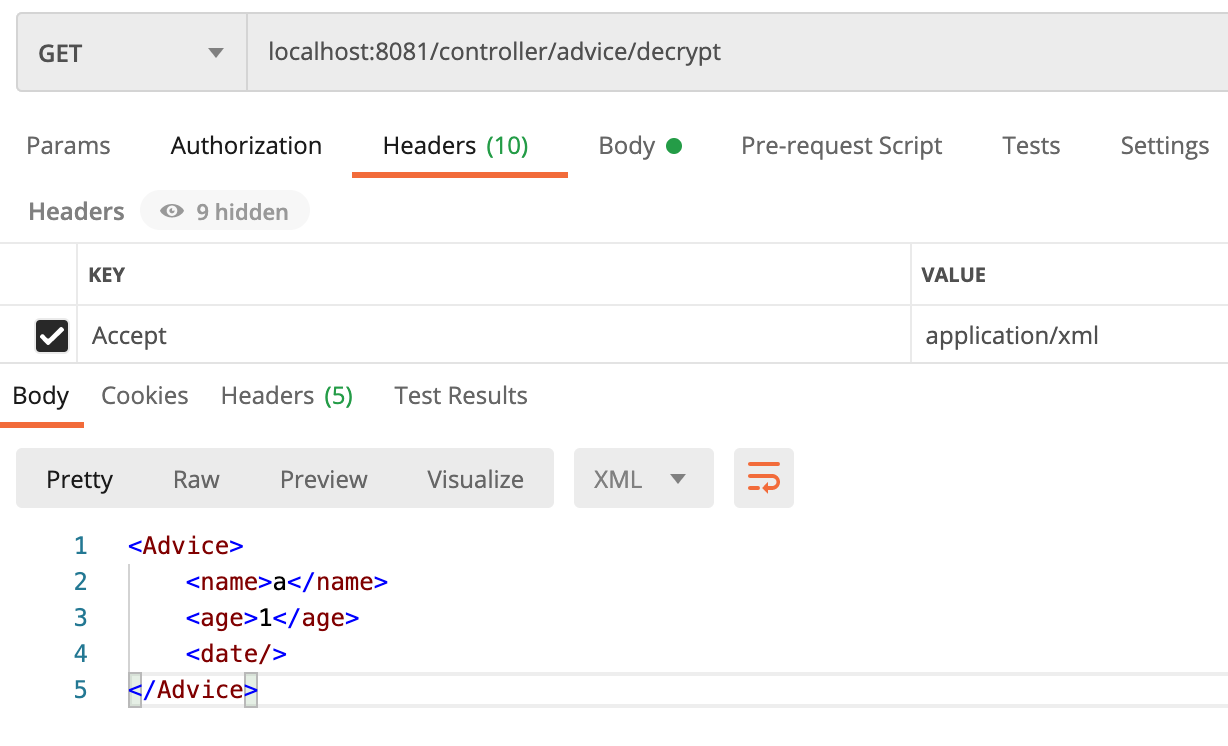 GET localhost:8081/controller/advice/decrypt
Params Authorization Headers (10) Body Pre-request Script Tests Settings
Headers 9 hidden
KEY VALUE
Accept application/xml
Body Cookies Headers (5) Test Results
Pretty Raw Preview Visualize XML
1 <Advice>
2 <name>a</name>
3 <age>1</age>
4 <date/>
5 </Advice>